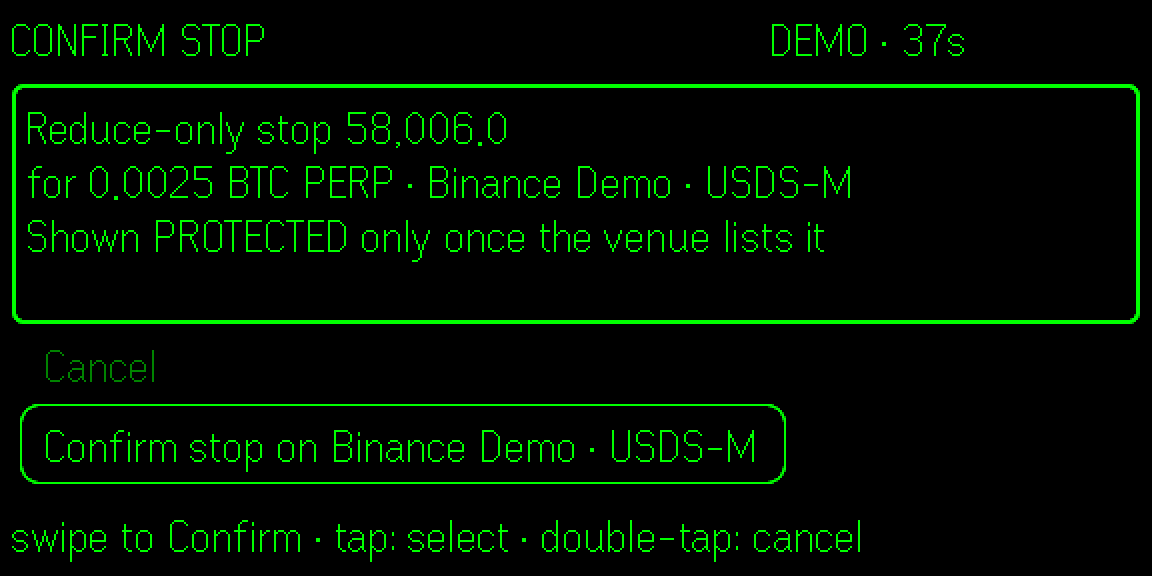 CONFIRM STOP DEMO · 37s
Reduce-only stop 58,006.0
for 0.0025 BTC PERP · Binance Demo · USDS-M
Shown PROTECTED only once the venue lists it
Cancel
Confirm stop on Binance Demo · USDS-M
swipe to Confirm · tap: select · double-tap: cancel